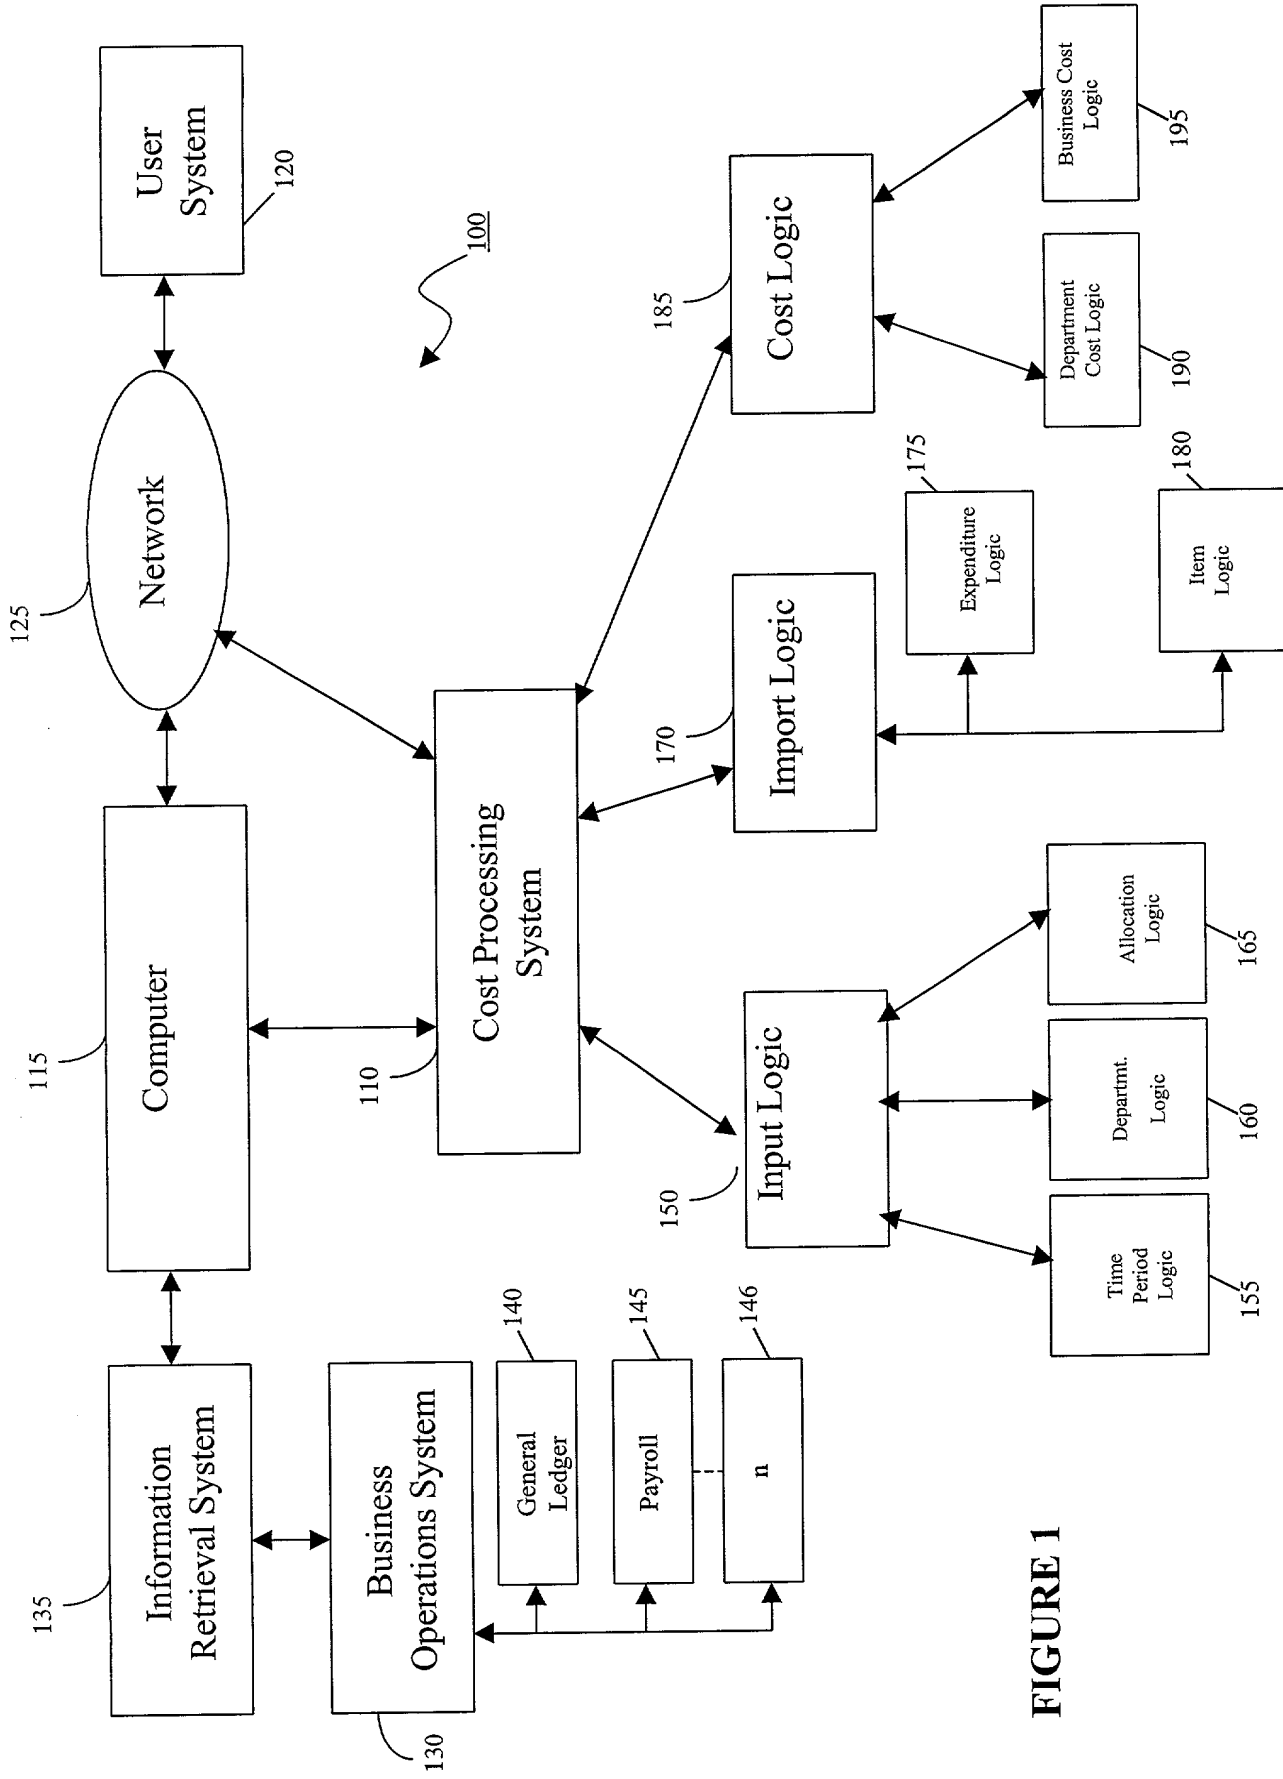 135
Information
Retrieval System
115
Computer
125
Network
User
System
120
130
Business
Operations System
110
Cost Processing
System
100
General
Ledger
140
Payroll
145
n
146
150
Input Logic
170
Import Logic
185
Cost Logic
Time
Period
Logic
155
Departmt.
Logic
160
Allocation
Logic
165
Expenditure
Logic
175
Item
Logic
180
Department
Cost Logic
190
Business Cost
Logic
195
FIGURE 1